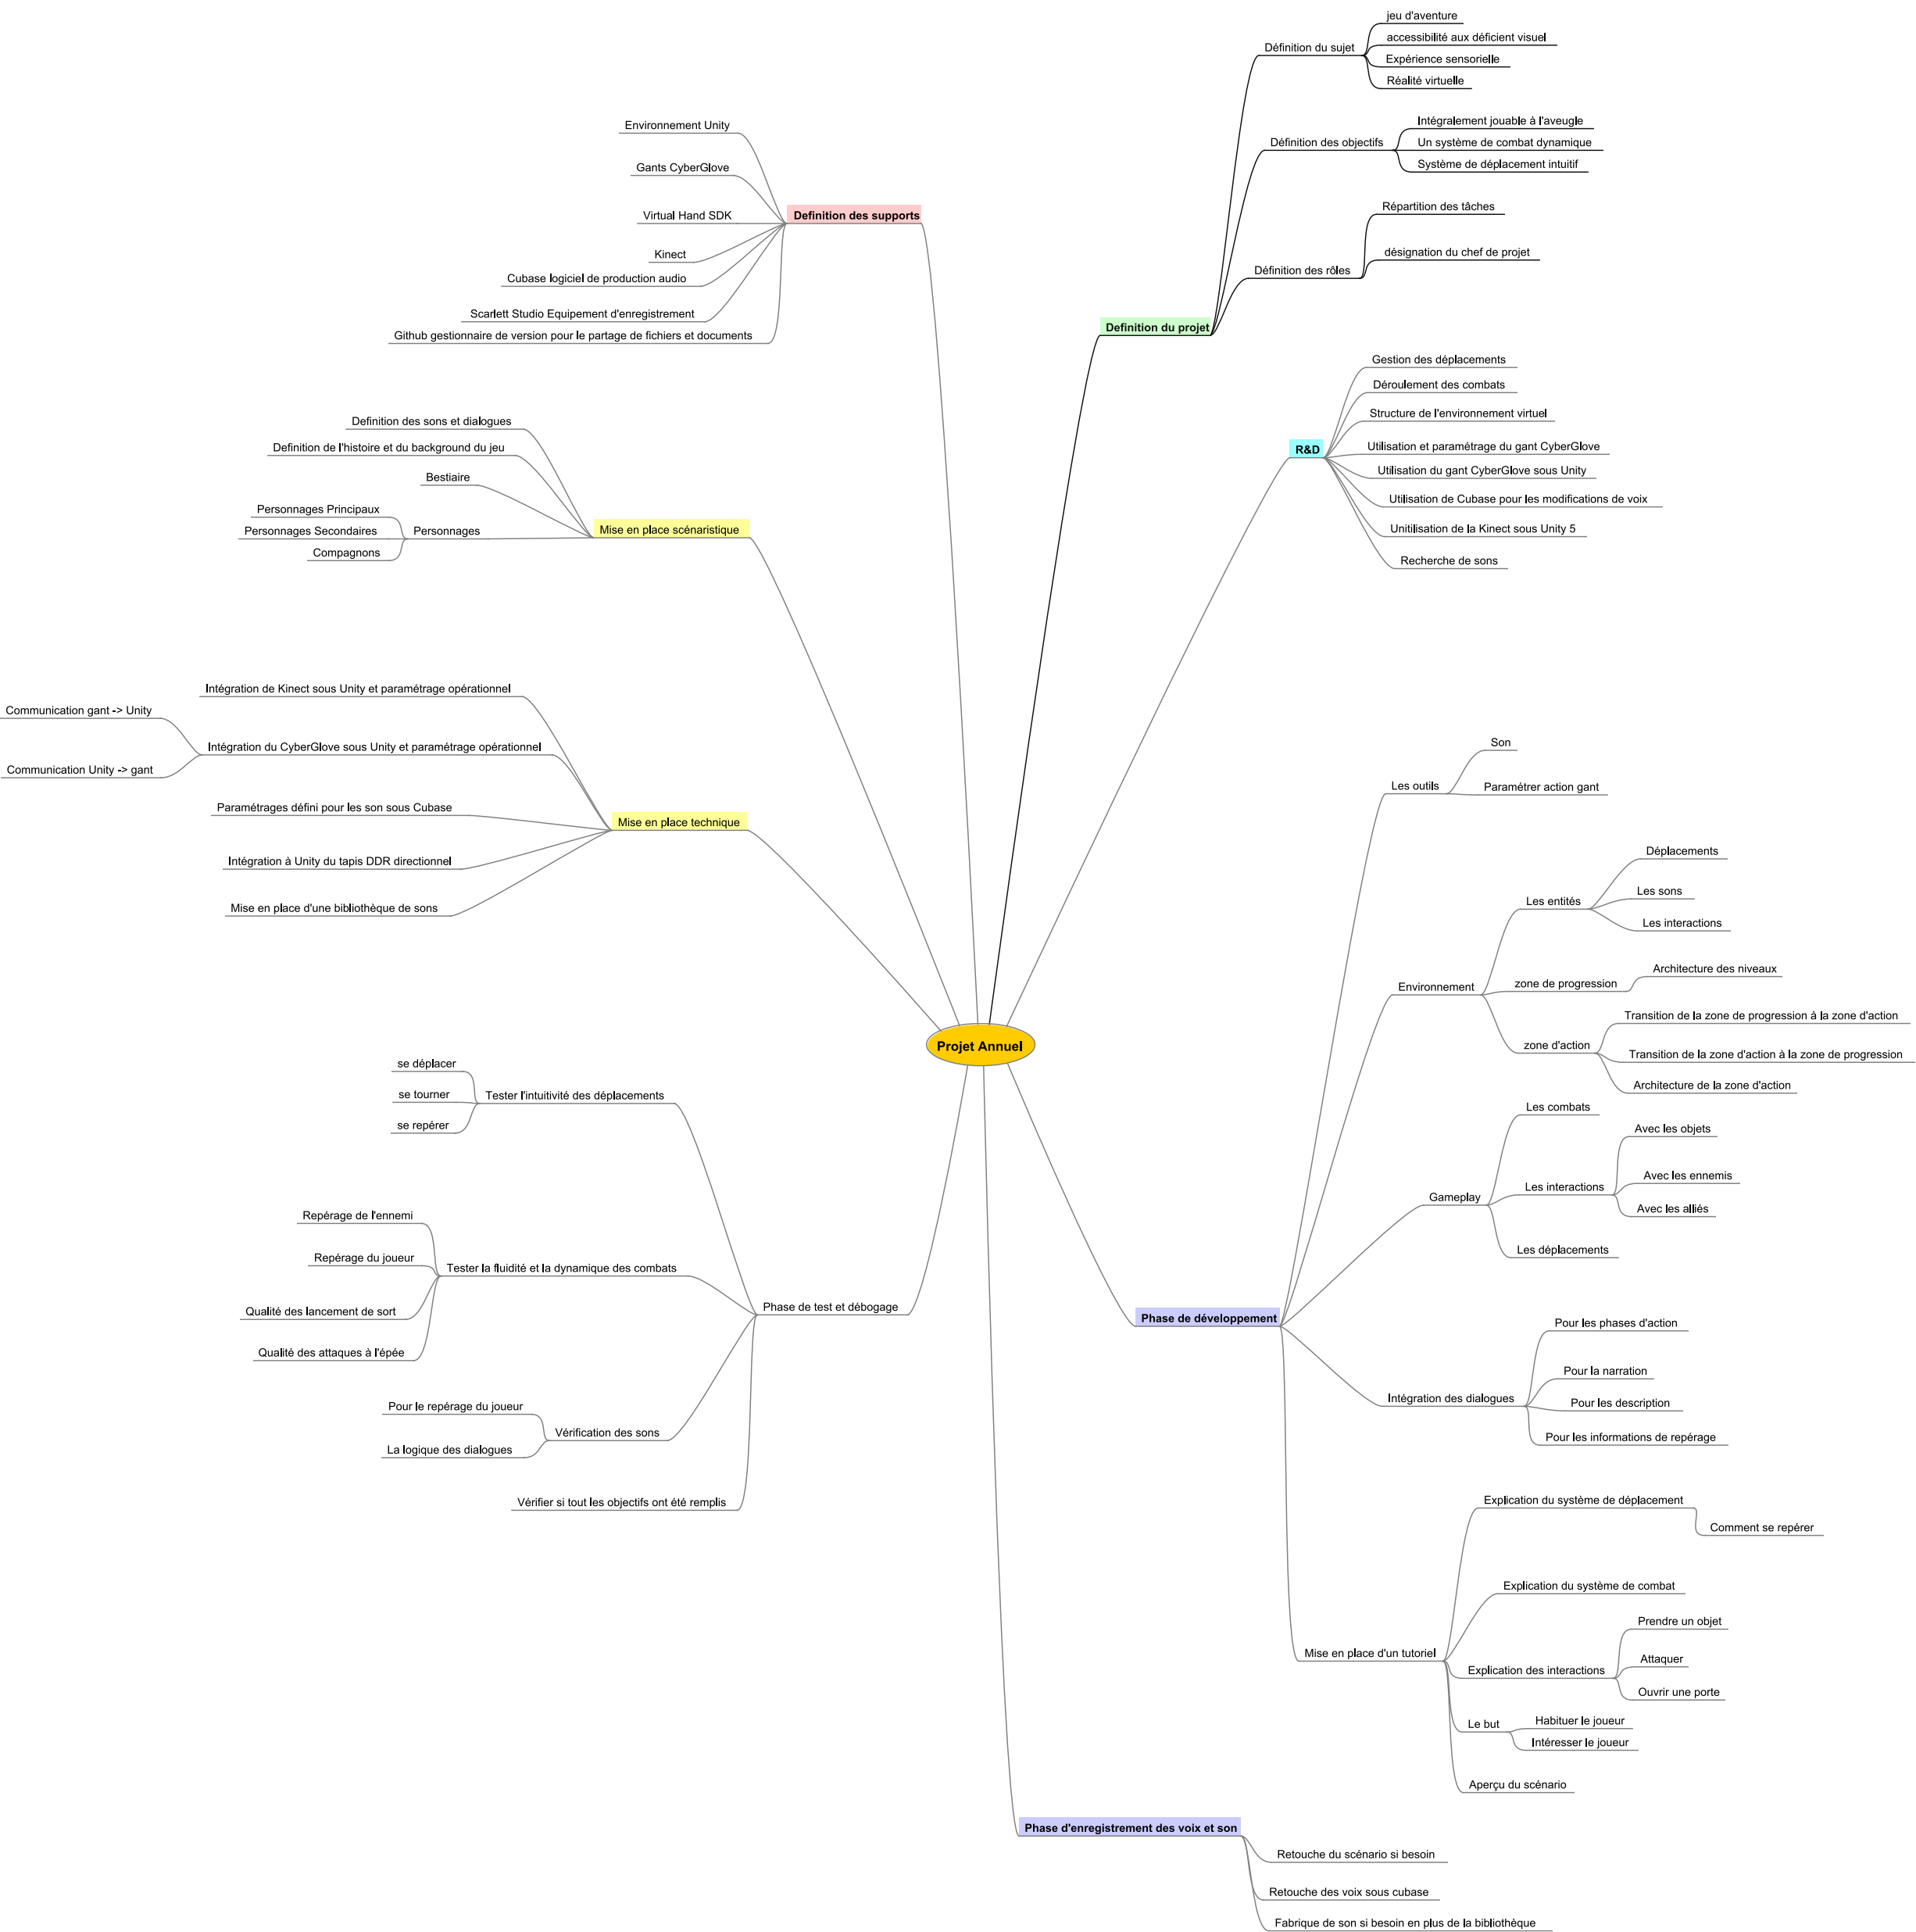 Projet Annuel
Definition du projet
Définition du sujet
jeu d'aventure
accessibilité aux déficient visuel
Expérience sensorielle
Réalité virtuelle
Définition des objectifs
Intégralement jouable à l'aveugle
Un système de combat dynamique
Système de déplacement intuitif
Définition des rôles
Répartition des tâches
désignation du chef de projet
R&D
Gestion des déplacements
Déroulement des combats
Structure de l'environement virtuel
Utilisation et paramétrage du gant CyberGlove
Utilisation du gant CyberGlove sous Unity
Utilisation de Cubase pour les modifications de voix
Unitilisation de la Kinect sous Unity 5
Recherche de sons
Phase de développement
Les outils
Son
Paramétrer action gant
Environnement
Les entités
Déplacements
Les sons
Les interactions
zone de progression
Architecture des niveaux
zone d'action
Transition de la zone de progression à la zone d'action
Transition de la zone d'action à la zone de progression
Architecture de la zone d'action
Gameplay
Les combats
Les interactions
Avec les objets
Avec les ennemis
Avec les alliés
Les déplacements
Intégration des dialogues
Pour les phases d'action
Pour la narration
Pour les description
Pour les informations de repérage
Mise en place d'un tutoriel
Explication du système de déplacement
Comment se repérer
Explication du système de combat
Explication des interactions
Prendre un objet
Attaquer
Ouvrir une porte
Le but
Habituer le joueur
Intéresser le joueur
Aperçu du scénario
Phase d'enregistrement des voix et son
Retouche du scénario si besoin
Retouche des voix sous cubase
Fabrique de son si besoin en plus de la bibliothèque
Definition des supports
Environnement Unity
Gants CyberGlove
Virtual Hand SDK
Kinect
Cubase logiciel de production audio
Scarlett Studio Equipement d'enregistrement
Github gestionnaire de version pour le partage de fichiers et documents
Mise en place scénaristique
Definition des sons et dialogues
Definition de l'histoire et du background du jeu
Bestiaire
Personnages
Personnages Principaux
Personnages Secondaires
Compagnons
Mise en place technique
Intégration de Kinect sous Unity et paramétrage opérationnel
Intégration du CyberGlove sous Unity et paramétrage opérationnel
Communication gant -> Unity
Communication Unity -> gant
Paramétrages défini pour les son sous Cubase
Intégration à Unity du tapis DDR directionnel
Mise en place d'une bibliothèque de sons
Phase de test et débogage
Tester l'intuitivité des déplacements
se déplacer
se tourner
se repérer
Tester la fluidité et la dynamique des combats
Repérage de l'ennemi
Repérage du joueur
Qualité des lancement de sort
Qualité des attaques à l'épée
Vérification des sons
Pour le repérage du joueur
La logique des dialogues
Vérifier si tout les objectifs ont été remplis